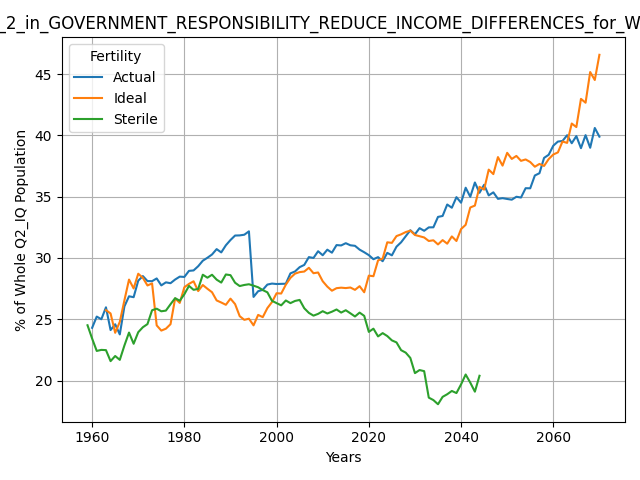 _2_in_GOVERNMENT_RESPONSIBILITY_REDUCE_INCOME_DIFFERENCES_for_W
Fertility
Actual
Ideal
Sterile
% of Whole Q2_IQ Population
45
40
35
30
25
20
1960
1980
2000
2020
2040
2060
Years